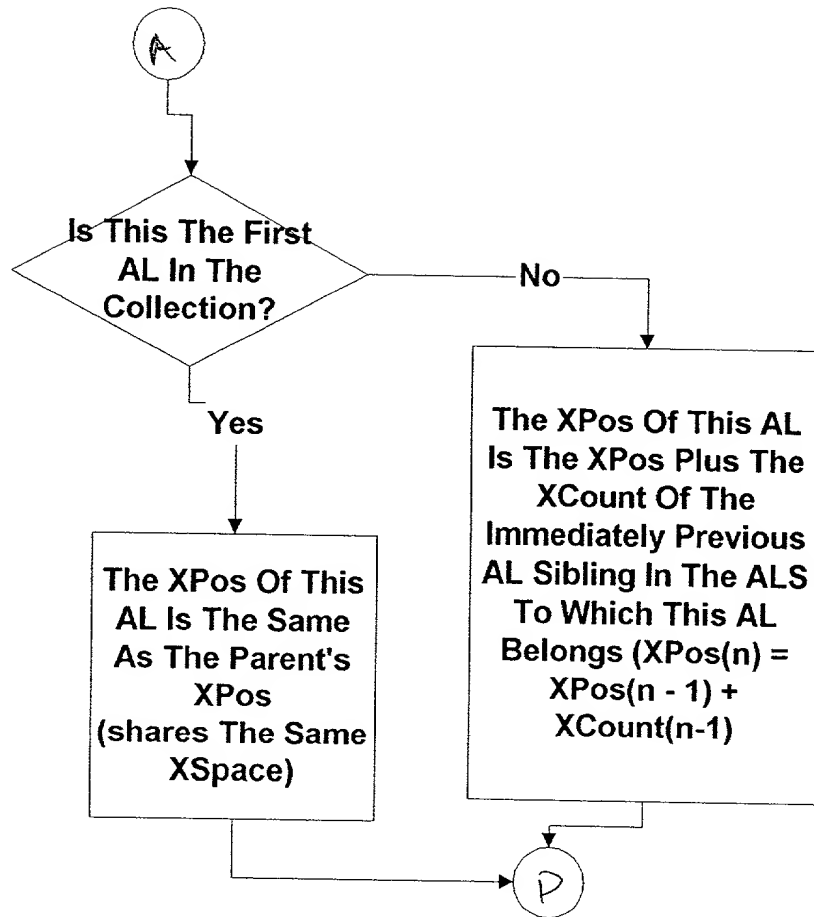 A
Is This The First
AL In The
Collection?
No
Yes
The XPos Of This AL
Is The XPos Plus The
XCount Of The
Immediately Previous
AL Sibling In The ALS
To Which This AL
Belongs (XPos(n) =
XPos(n - 1) +
XCount(n-1)
The XPos Of This
AL Is The Same
As The Parent's
XPos
(shares The Same
XSpace)
D